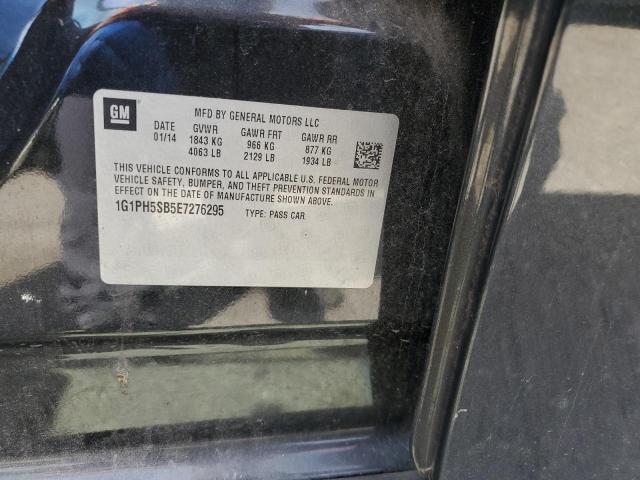 GM
MFD BY GENERAL MOTORS LLC
DATE GVWR GAWR FRT GAWR RR
01/14 1843 KG 966 KG 877 KG
4063 LB 2129 LB 1934 LB
THIS VEHICLE CONFORMS TO ALL APPLICABLE U.S. FEDERAL MOTOR
VEHICLE SAFETY, BUMPER, AND THEFT PREVENTION STANDARDS IN
EFFECT ON THE DATE OF MANUFACTURE SHOWN ABOVE.
1G1PH5SB5E7276295 TYPE: PASS CAR